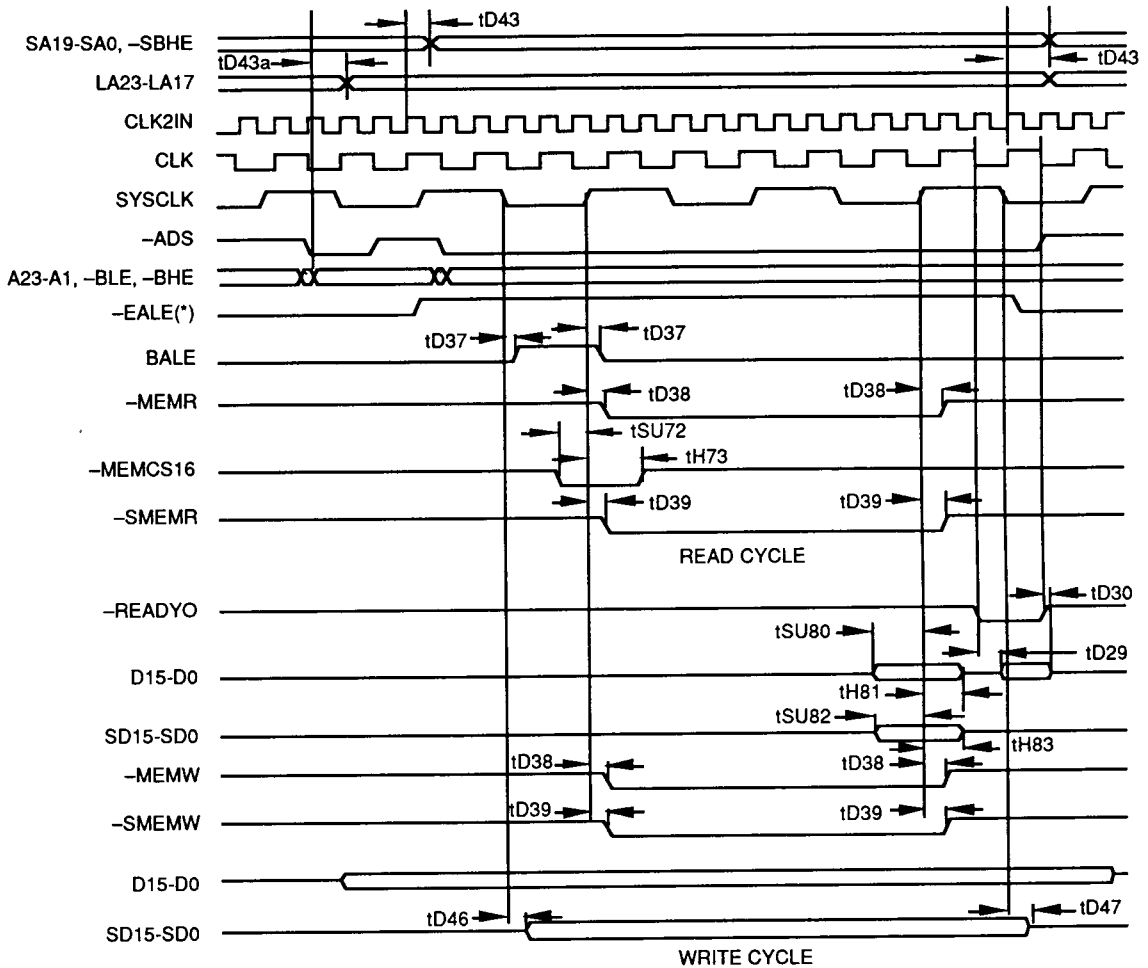 tD43
SA19-SA0, –SBHE
tD43a
tD43
LA23-LA17
CLK2IN
CLK
SYSCLK
–ADS
A23-A1, –BLE, –BHE
–EALE(*)
tD37
tD37
BALE
tD38
tD38
–MEMR
tSU72
tH73
–MEMCS16
tD39
tD39
–SMEMR
READ CYCLE
–READYO
tD30
tSU80
tD29
D15-D0
tH81
tSU82
SD15-SD0
tH83
tD38
tD38
–MEMW
tD39
tD39
–SMEMW
D15-D0
tD46
tD47
SD15-SD0
WRITE CYCLE